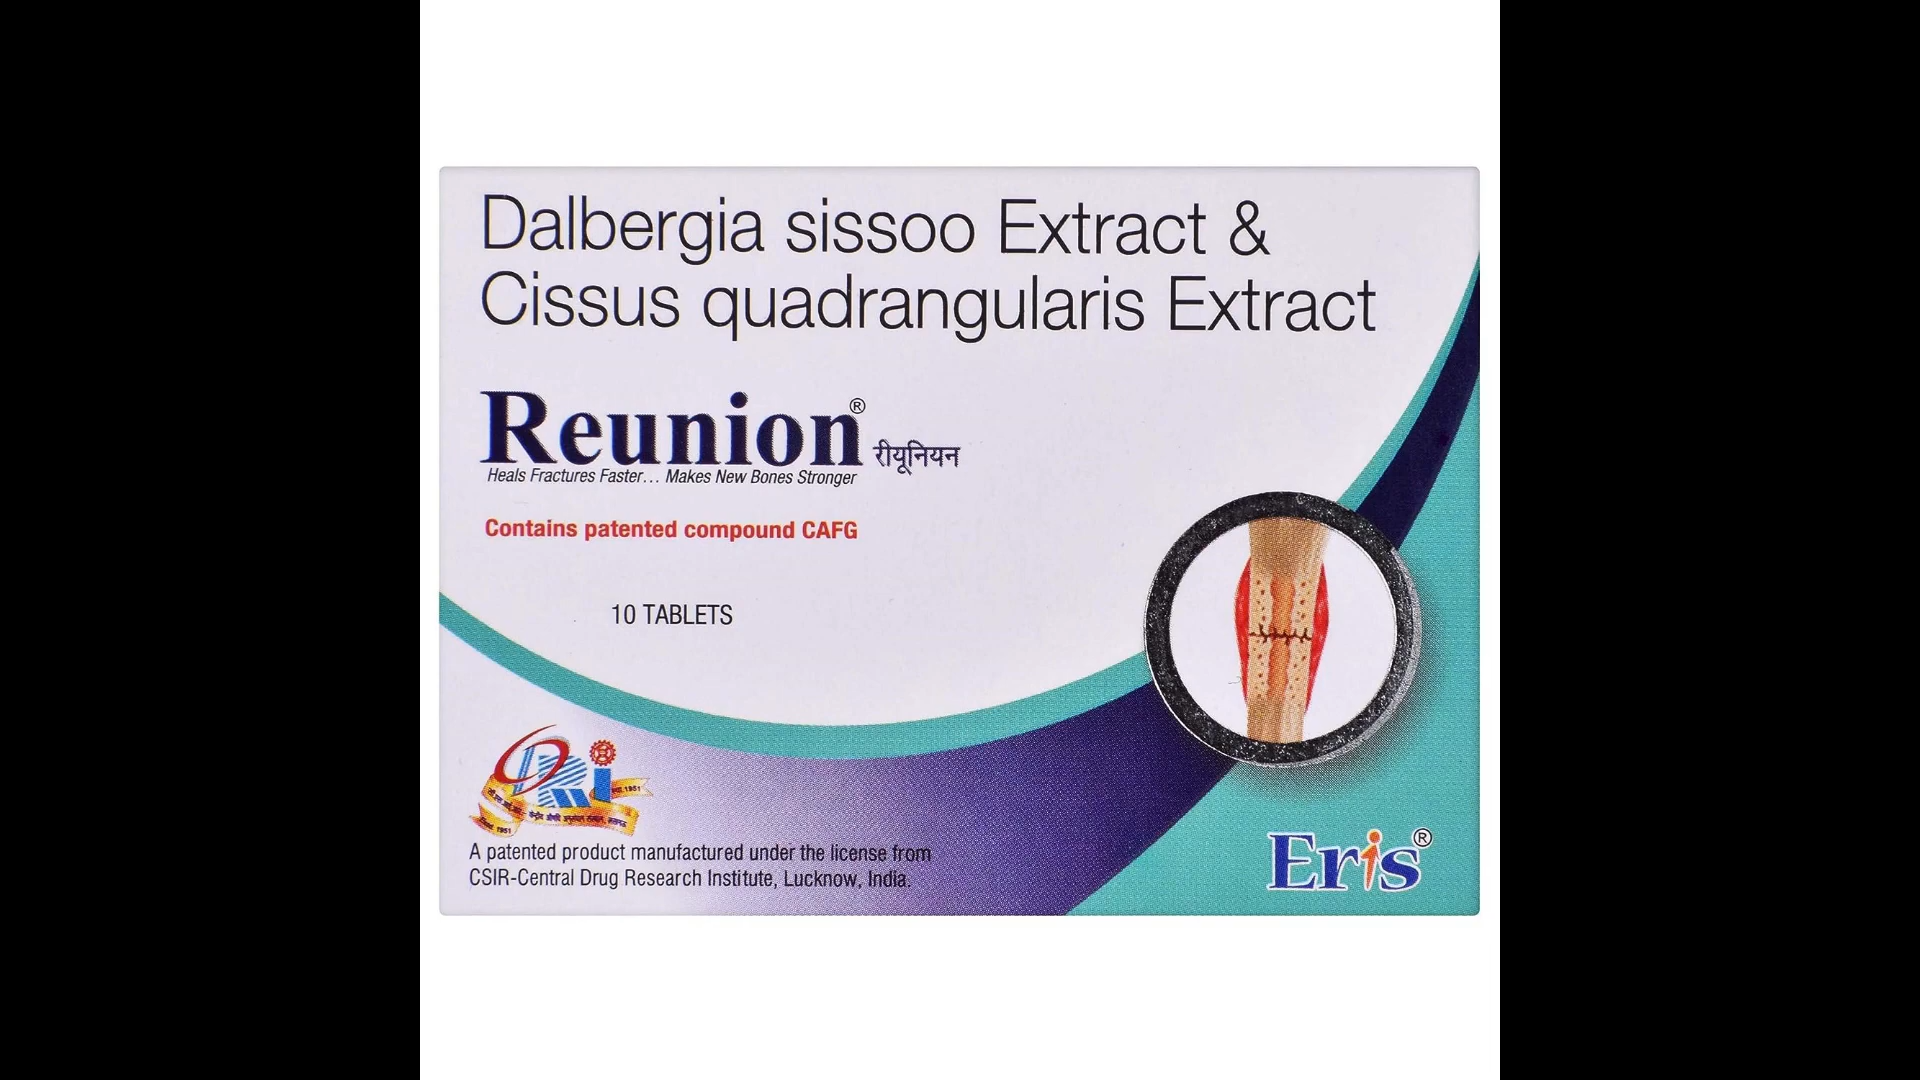 Dalbergia sissoo Extract &
Cissus quadrangularis Extract
Reunion® रीयूनियन
Heals Fractures Faster... Makes New Bones Stronger
Contains patented compound CAFG
10 TABLETS
1951
A patented product manufactured under the license from
CSIR-Central Drug Research Institute, Lucknow, India.
Eris®